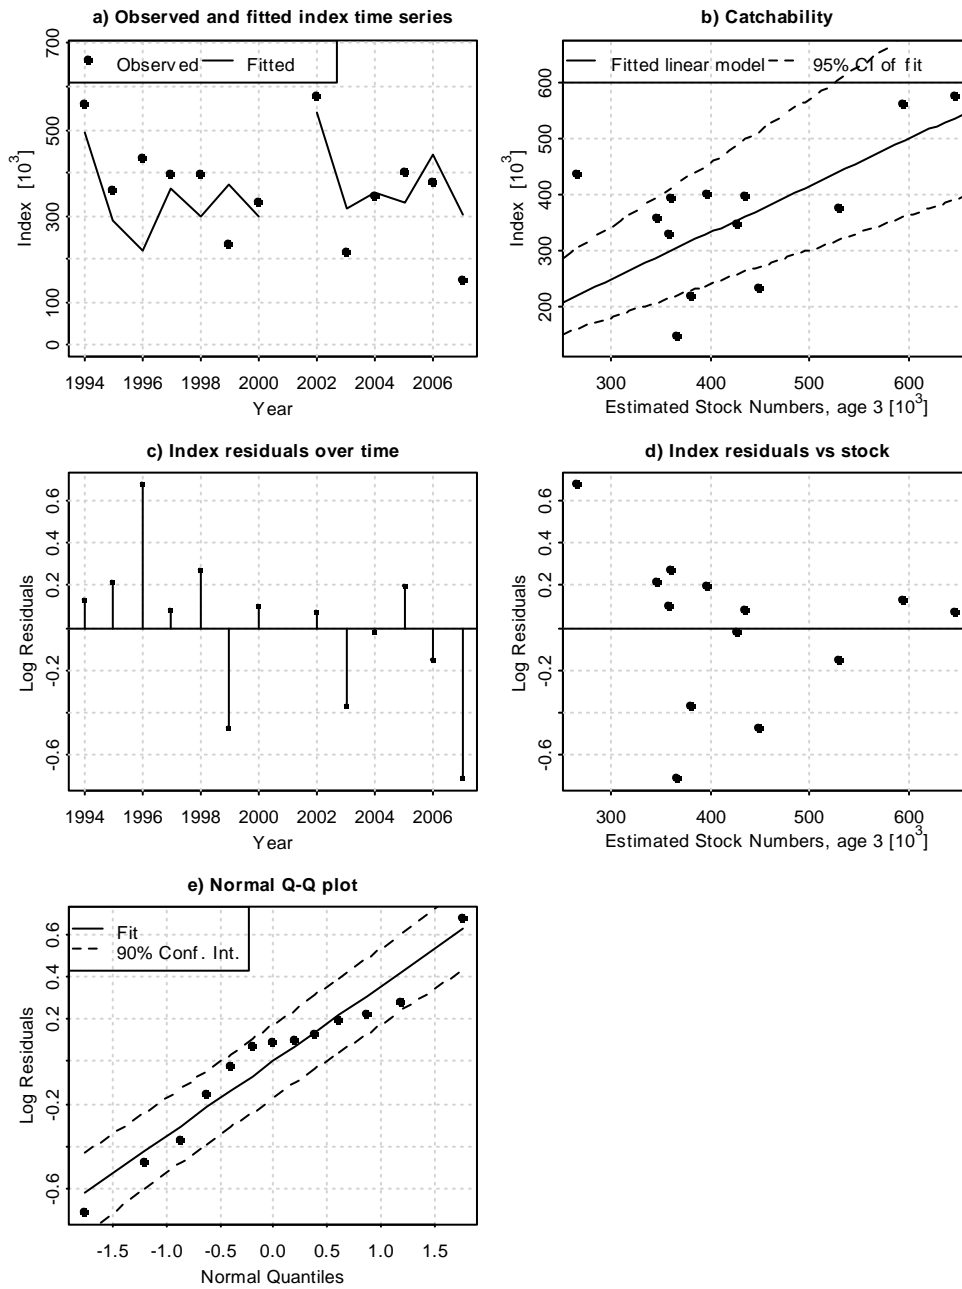 a) Observed and fitted index time series
Observed Fitted
Index [10³]
0 100 300 500 700
1994 1996 1998 2000 2002 2004 2006
Year
b) Catchability
Fitted linear model 95% CI of fit
Index [10³]
200 300 400 500 600
300 400 500 600
Estimated Stock Numbers, age 3 [10³]
c) Index residuals over time
Log Residuals
-0.6 -0.2 0.2 0.4 0.6
1994 1996 1998 2000 2002 2004 2006
Year
d) Index residuals vs stock
Log Residuals
-0.6 -0.2 0.2 0.4 0.6
300 400 500 600
Estimated Stock Numbers, age 3 [10³]
e) Normal Q-Q plot
Fit
90% Conf. Int.
Log Residuals
-0.6 -0.2 0.2 0.4 0.6
-1.5 -1.0 -0.5 0.0 0.5 1.0 1.5
Normal Quantiles